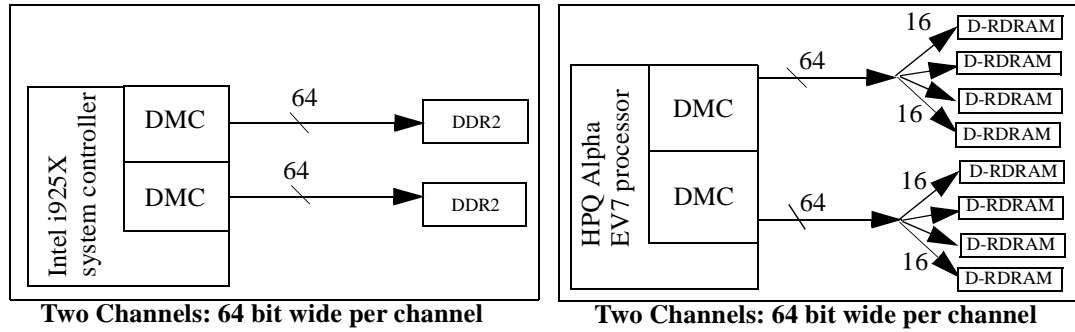 Intel i925X
system controller
DMC
DMC
64
64
DDR2
DDR2
Two Channels: 64 bit wide per channel
HPQ Alpha
EV7 processor
DMC
DMC
64
64
16
16
D-RDRAM
D-RDRAM
D-RDRAM
D-RDRAM
16
16
D-RDRAM
D-RDRAM
D-RDRAM
D-RDRAM
Two Channels: 64 bit wide per channel